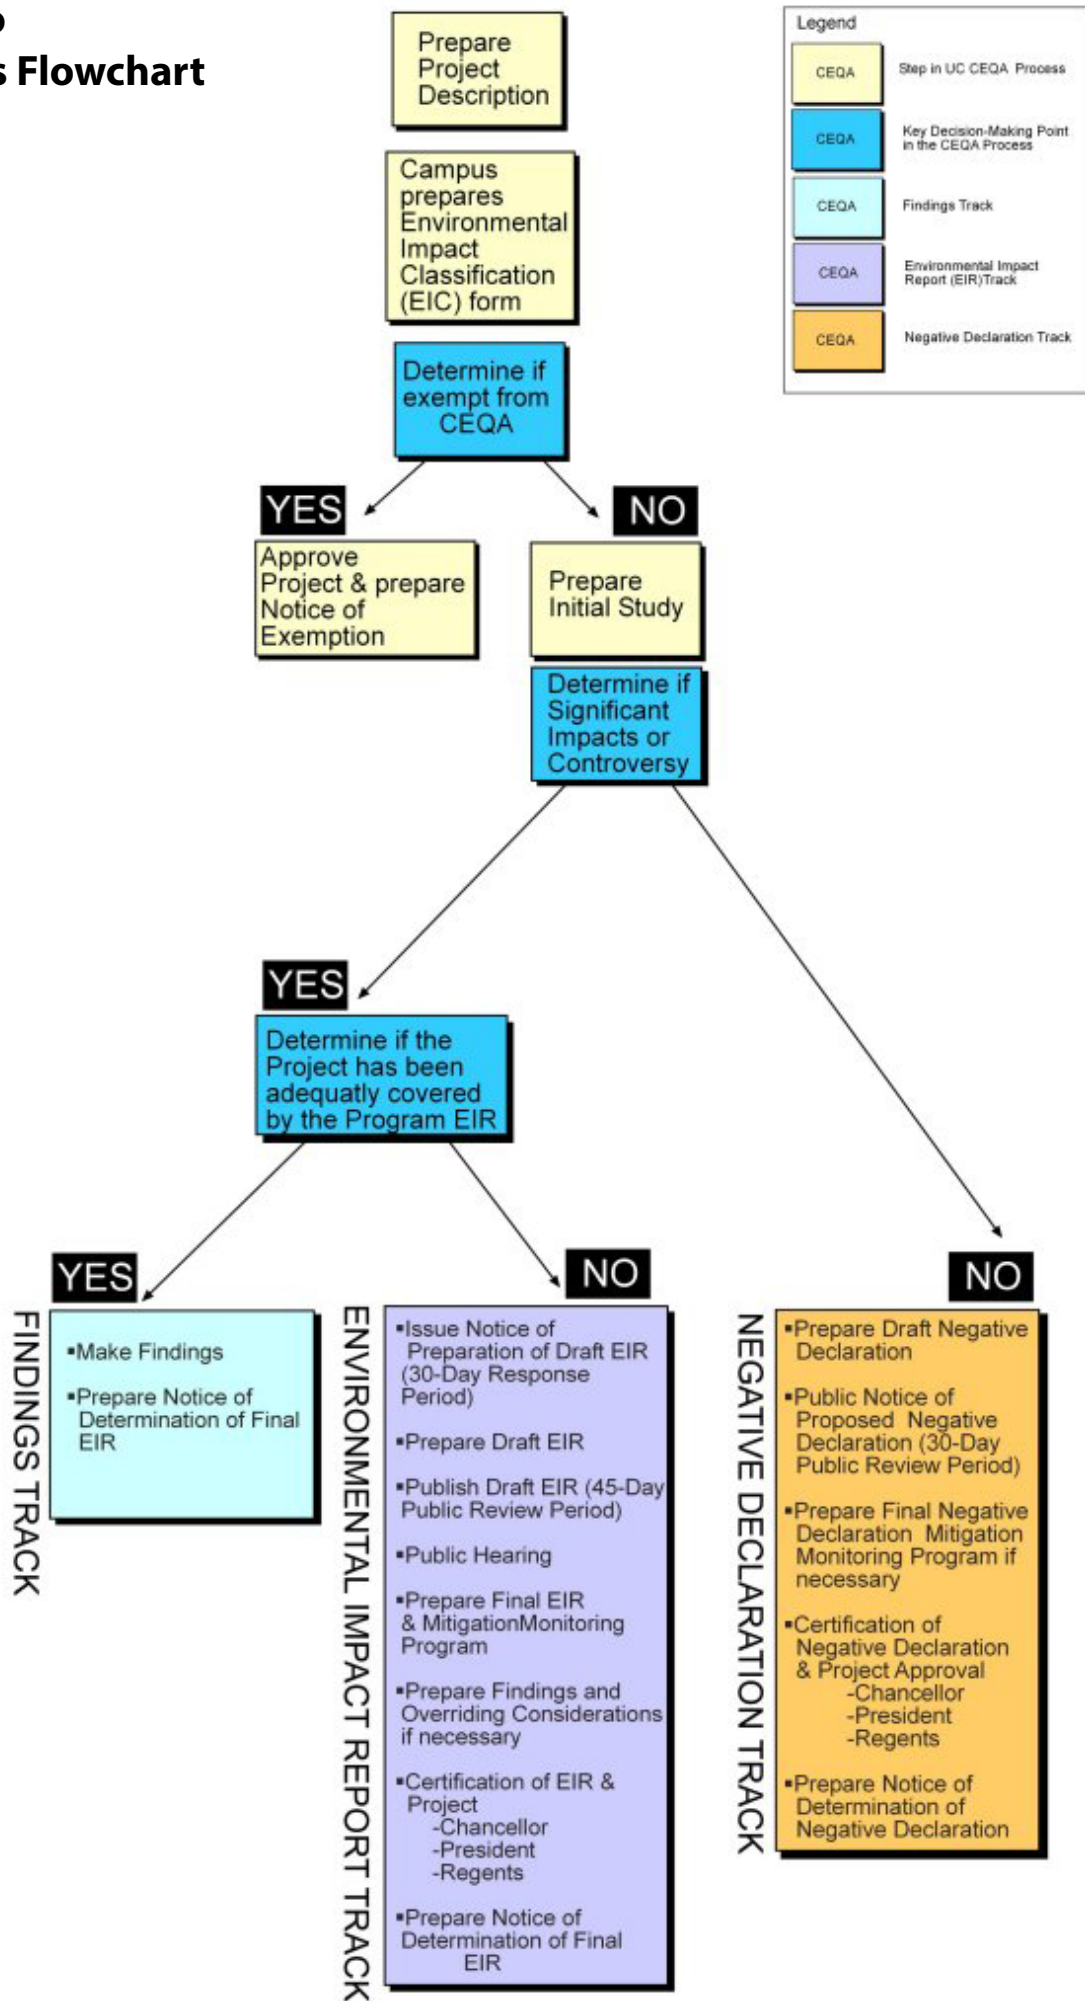 s Flowchart
Prepare
Project
Description
Campus
prepares
Environmental
Impact
Classification
(EIC) form
Determine if
exempt from
CEQA
Legend
CEQA
Step in UC CEQA Process
CEQA
Key Decision-Making Point
in the CEQA Process
CEQA
Findings Track
CEQA
Environmental Impact
Report (EIR)Track
CEQA
Negative Declaration Track
YES
NO
Approve
Project & prepare
Notice of
Exemption
Prepare
Initial Study
Determine if
Significant
Impacts or
Controversy
YES
Determine if the
Project has been
adequatly covered
by the Program EIR
YES
NO
NO
FINDINGS TRACK
▪Make Findings
▪Prepare Notice of
Determination of Final
EIR
ENVIRONMENTAL IMPACT REPORT TRACK
▪Issue Notice of
Preparation of Draft EIR
(30-Day Response
Period)
▪Prepare Draft EIR
▪Publish Draft EIR (45-Day
Public Review Period)
▪Public Hearing
▪Prepare Final EIR
& MitigationMonitoring
Program
▪Prepare Findings and
Overriding Considerations
if necessary
▪Certification of EIR &
Project
-Chancellor
-President
-Regents
▪Prepare Notice of
Determination of Final
EIR
NEGATIVE DECLARATION TRACK
▪Prepare Draft Negative
Declaration
▪Public Notice of
Proposed Negative
Declaration (30-Day
Public Review Period)
▪Prepare Final Negative
Declaration Mitigation
Monitoring Program if
necessary
▪Certification of
Negative Declaration
& Project Approval
-Chancellor
-President
-Regents
▪Prepare Notice of
Determination of
Negative Declaration